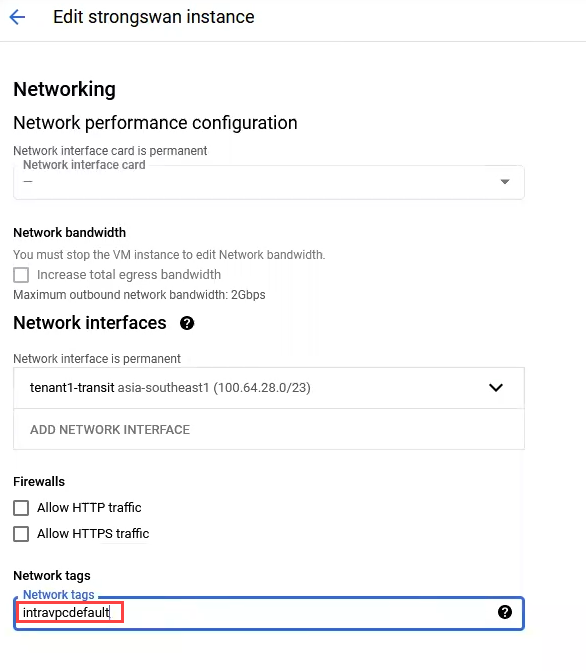 Edit strongswan instance
Networking
Network performance configuration
Network interface card is permanent
Network interface card
—
Network bandwidth
You must stop the VM instance to edit Network bandwidth.
Increase total egress bandwidth
Maximum outbound network bandwidth: 2Gbps
Network interfaces ?
Network interface is permanent
tenant1-transit asia-southeast1 (100.64.28.0/23)
ADD NETWORK INTERFACE
Firewalls
Allow HTTP traffic
Allow HTTPS traffic
Network tags
Network tags
intravpcdefault ?